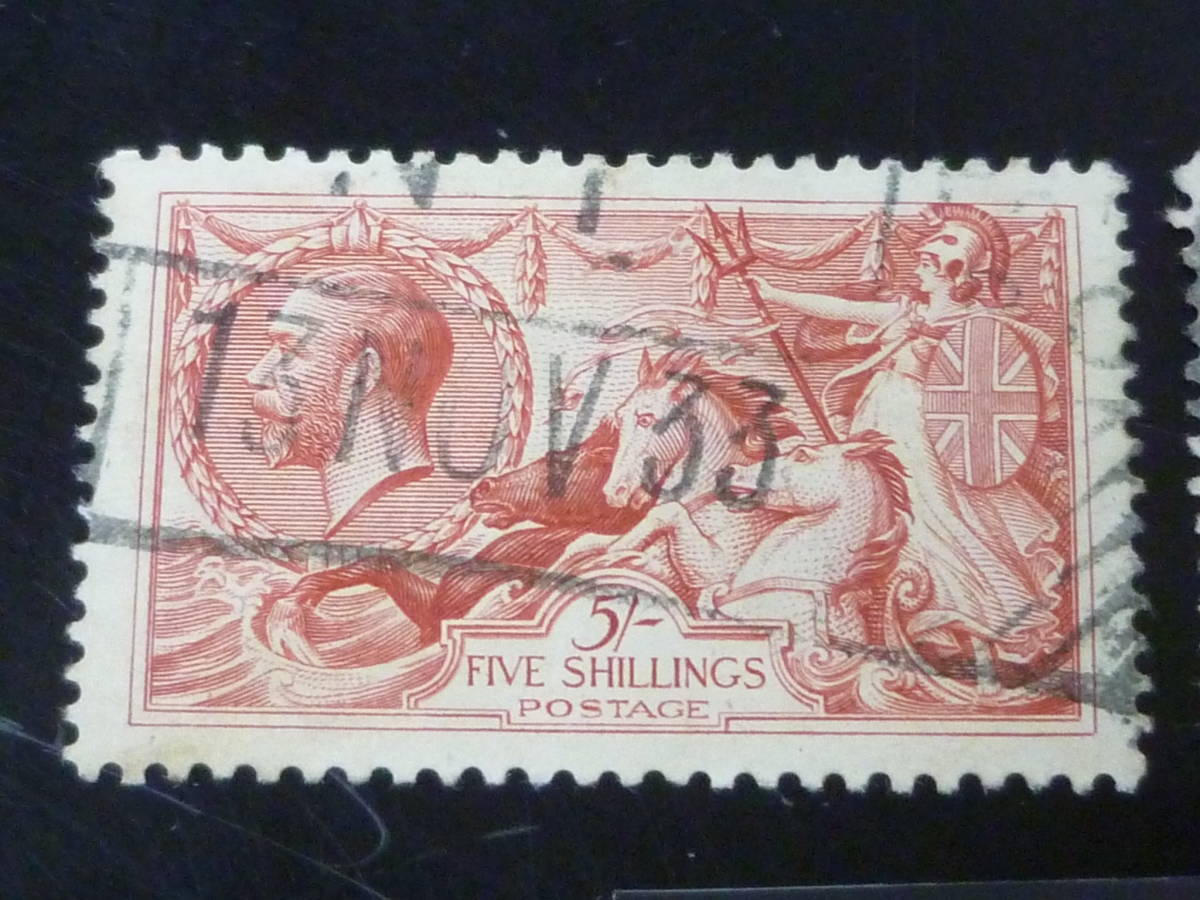 13 NOV 33
5/-
FIVE SHILLINGS
POSTAGE